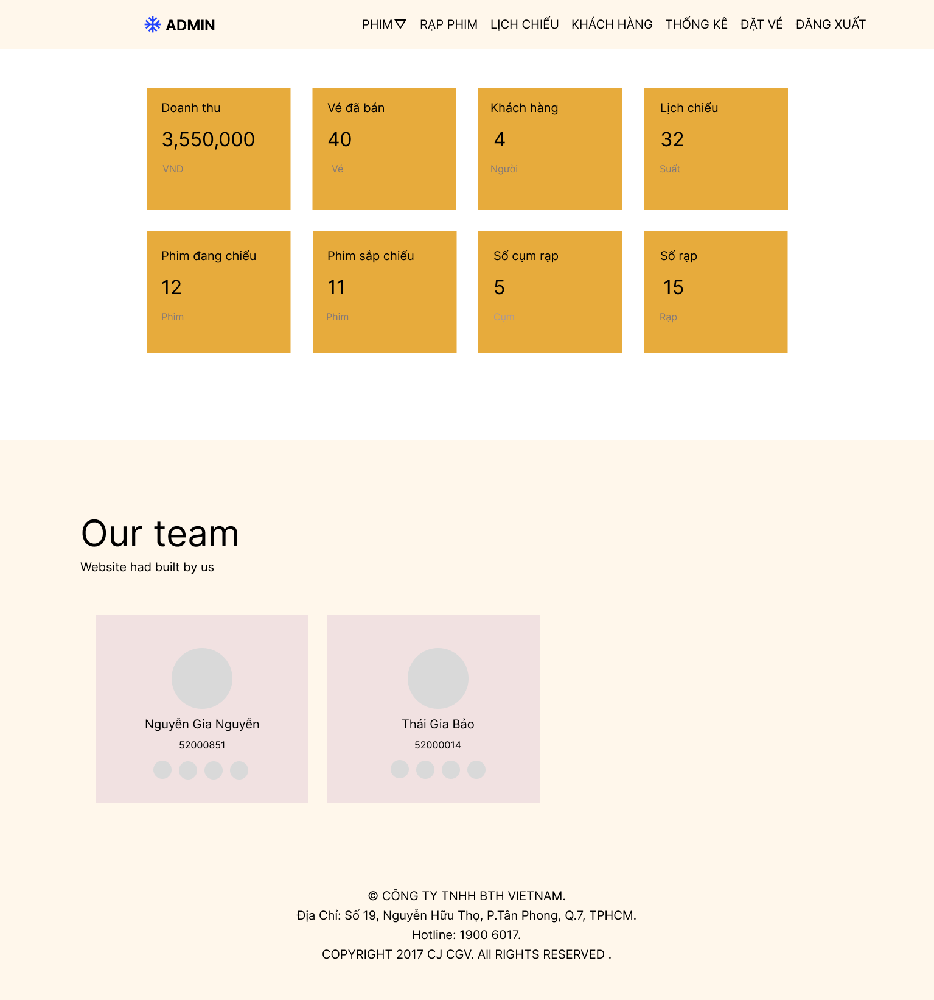 ADMIN
PHIM RẠP PHIM LỊCH CHIẾU KHÁCH HÀNG THỐNG KÊ ĐẶT VÉ ĐĂNG XUẤT
Doanh thu
3,550,000
VND
Vé đã bán
40
Vé
Khách hàng
4
Người
Lịch chiếu
32
Suất
Phim đang chiếu
12
Phim
Phim sắp chiếu
11
Phim
Số cụm rạp
5
Cụm
Số rạp
15
Rạp
Our team
Website had built by us
Nguyễn Gia Nguyễn
52000851
Thái Gia Bảo
52000014
© CÔNG TY TNHH BTH VIETNAM.
Địa Chỉ: Số 19, Nguyễn Hữu Thọ, P.Tân Phong, Q.7, TPHCM.
Hotline: 1900 6017.
COPYRIGHT 2017 CJ CGV. All RIGHTS RESERVED .